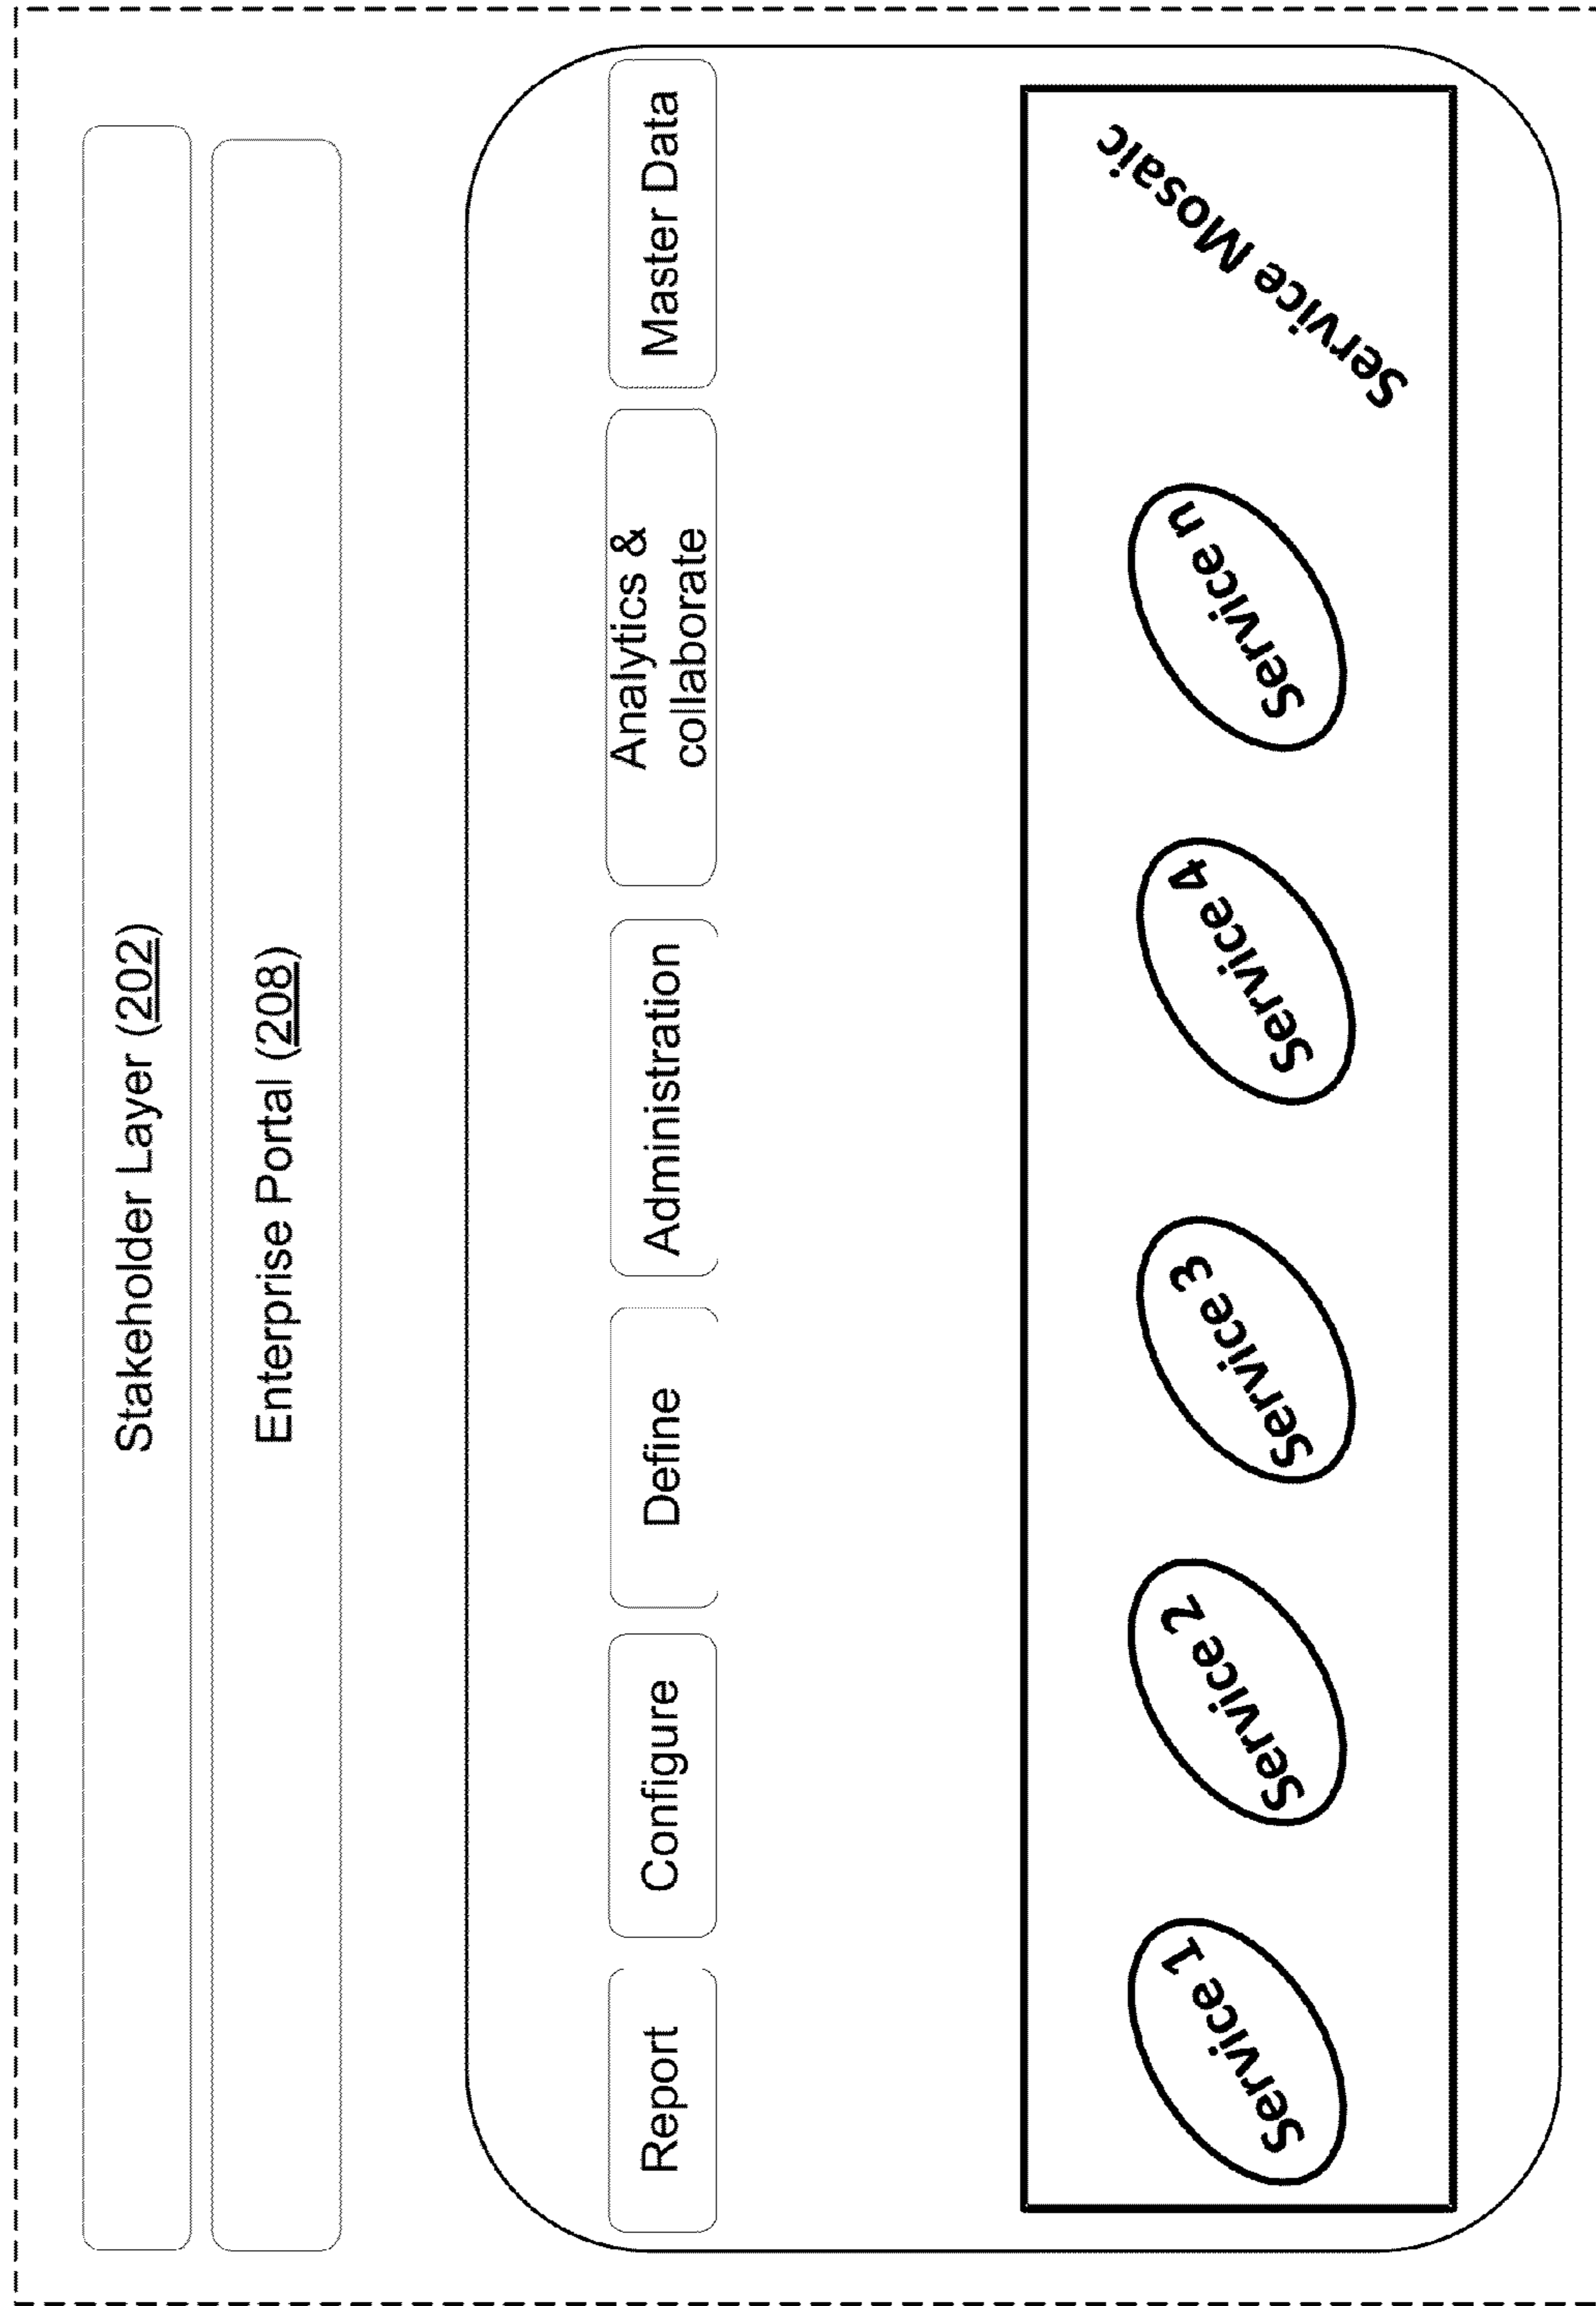 Stakeholder Layer (202)
Enterprise Portal (208)
Report
Configure
Define
Administration
Analytics &
collaborate
Master Data
Service 1
Service 2
Service 3
Service 4
Service n
Service Mosaic